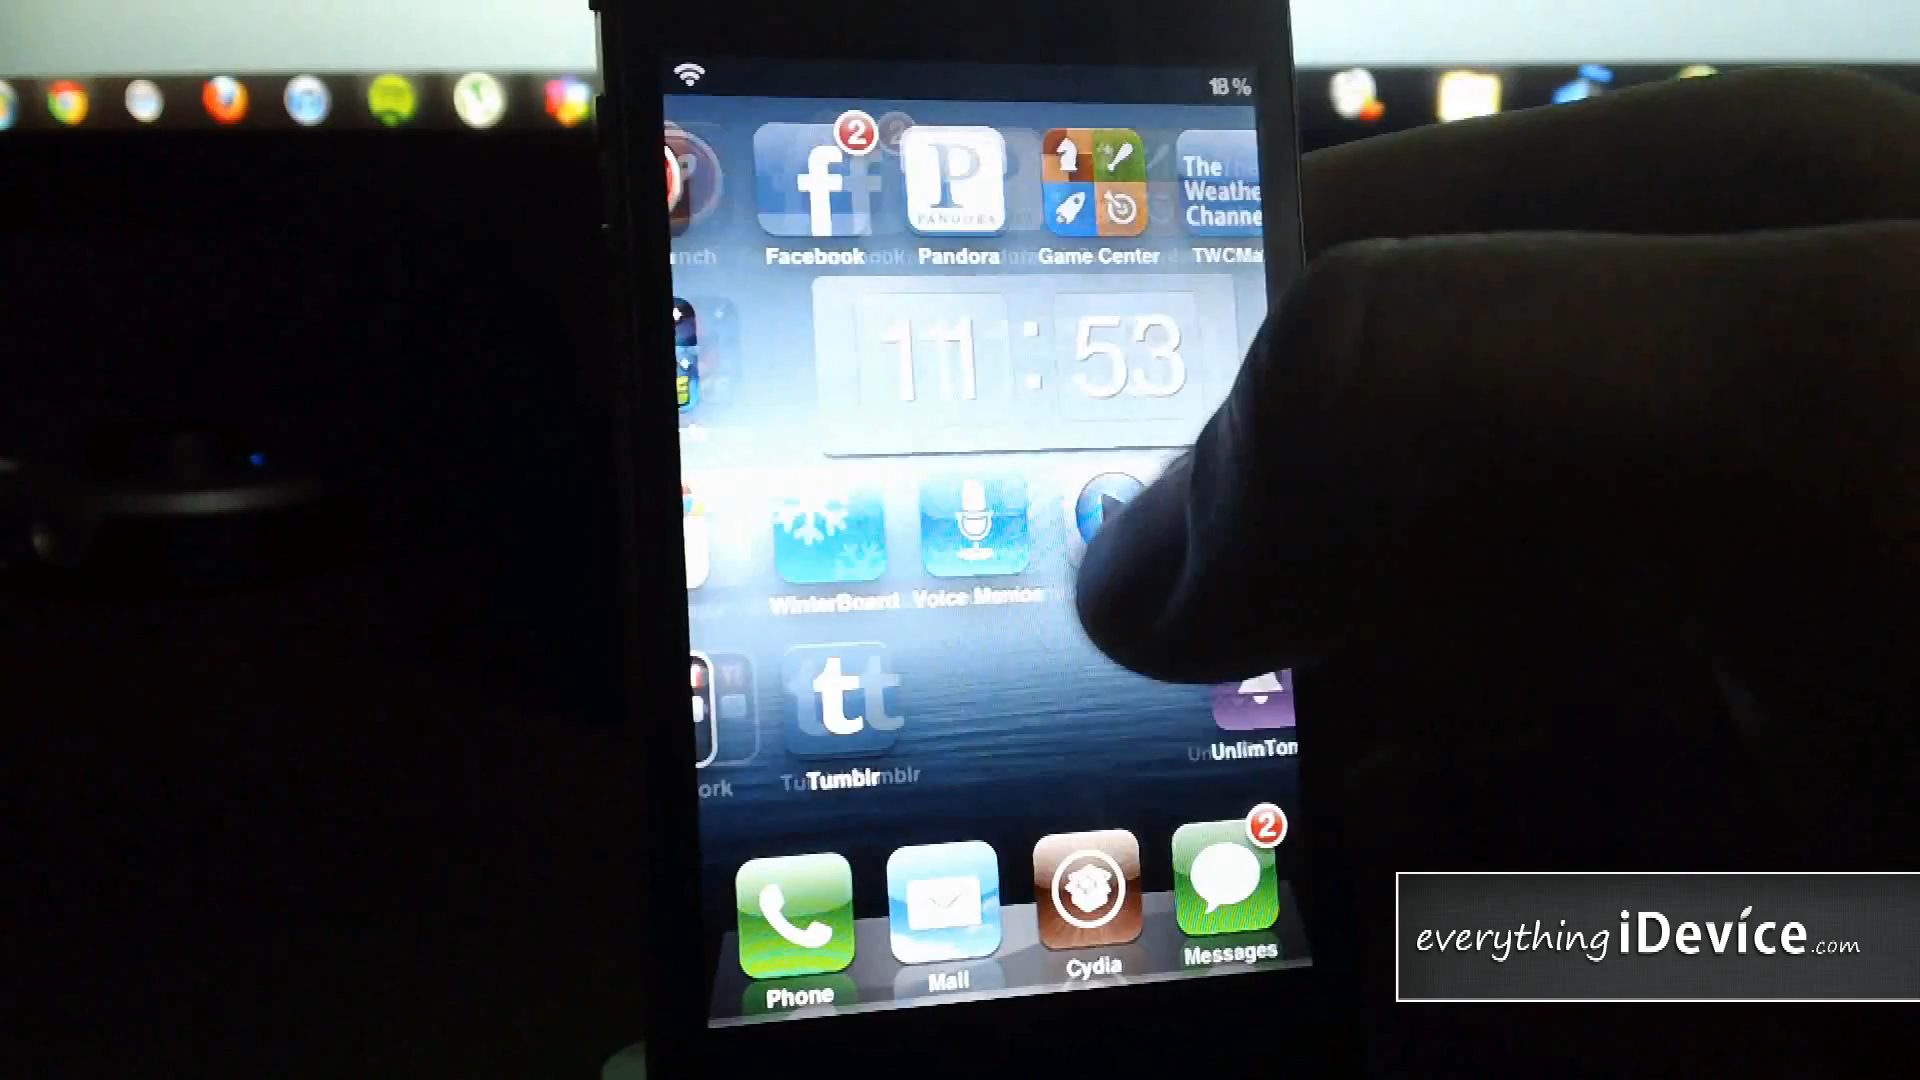 18%
2
Facebook
PANDORA
Pandora
Game Center
The
Weathe
Channe
TWCMa
11:53
WinterBoard
Voice Memos
t
Tumblr
UnlimTon
2
Phone
Mail
Cydia
Messages
everything iDevice.com